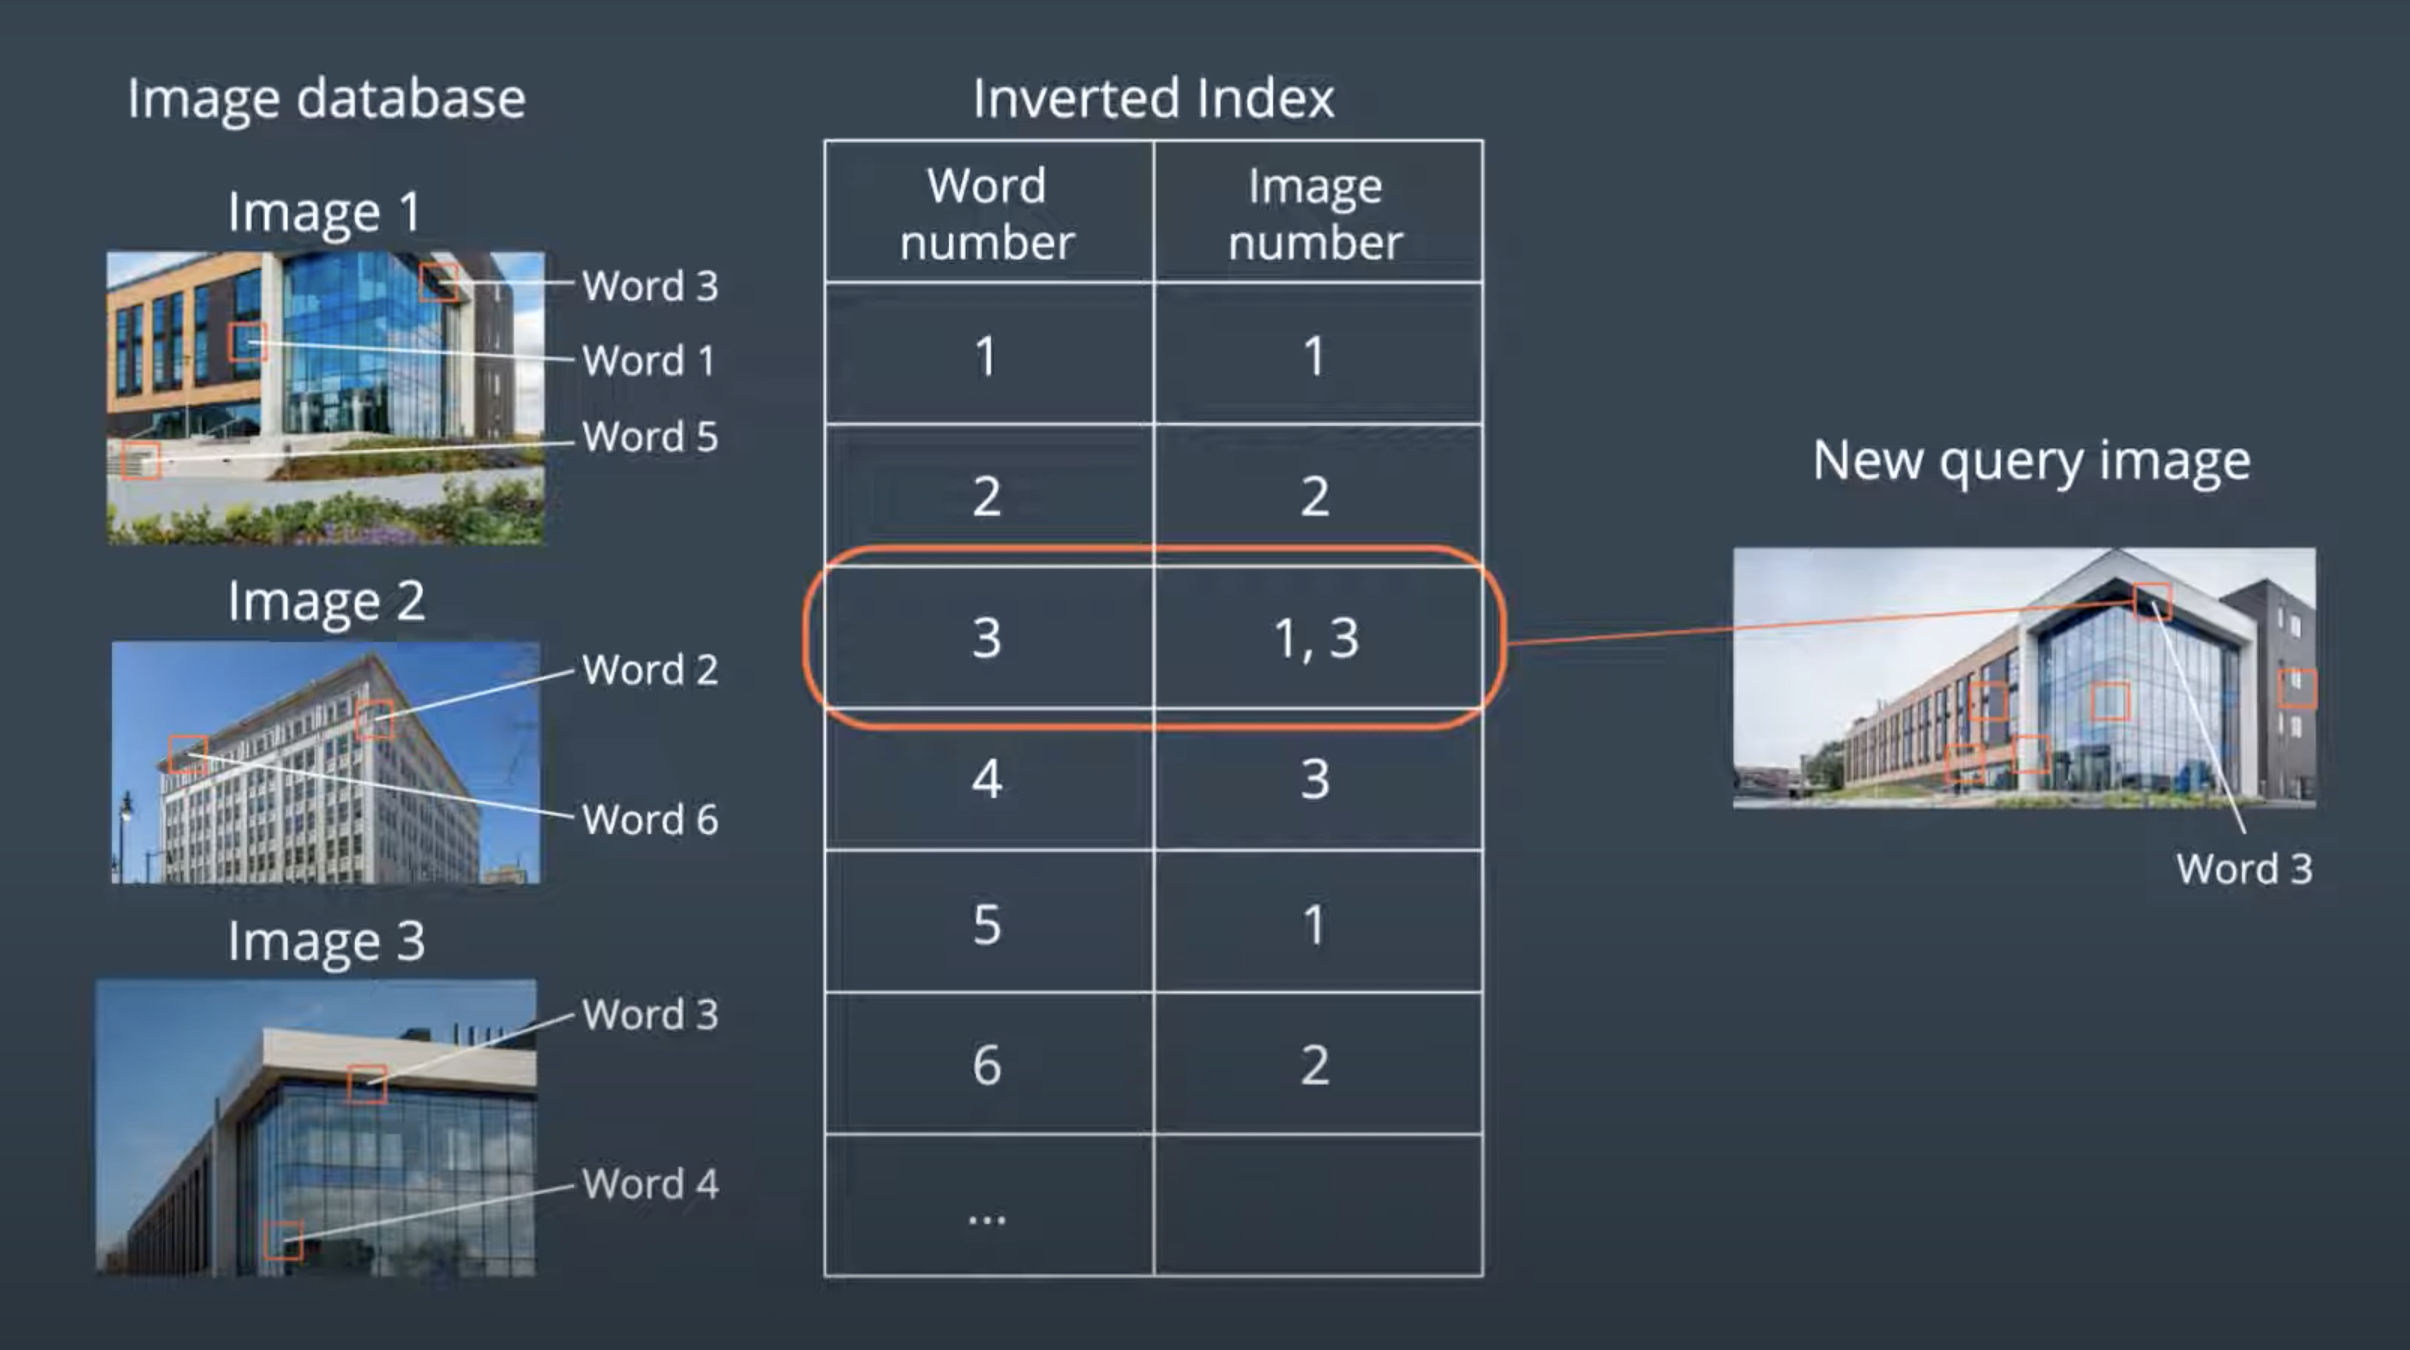 Image database
Image 1
Word 3
Word 1
Word 5
Image 2
Word 2
Word 6
Image 3
Word 3
Word 4
Inverted Index
Word number
Image number
1 1
2 2
3 1, 3
4 3
5 1
6 2
...
New query image
Word 3